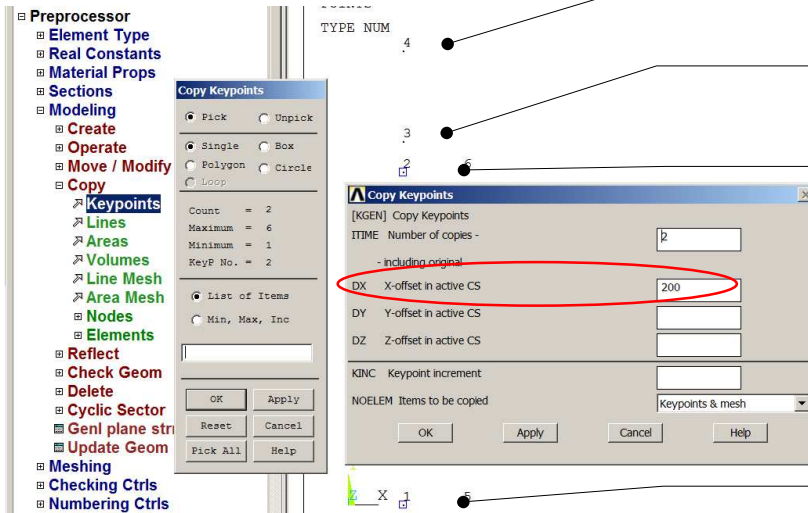 Preprocessor
Element Type
Real Constants
Material Props
Sections
Modeling
Create
Operate
Move / Modify
Copy
Keypoints
Lines
Areas
Volumes
Line Mesh
Area Mesh
Nodes
Elements
Reflect
Check Geom
Delete
Cyclic Sector
Genl plane str
Update Geom
Meshing
Checking Ctrls
Numbering Ctrls
Copy Keypoints
Pick Unpick
Single Box
Polygon Circle
Loop
Count = 2
Maximum = 6
Minimum = 1
KeyP No. = 2
List of Items
Min, Max, Inc
OK Apply
Reset Cancel
Pick All Help
POINTS
TYPE NUM
4
3
2 6
Copy Keypoints
[KGEN] Copy Keypoints
ITIME Number of copies - 2
- including original
DX X-offset in active CS 200
DY Y-offset in active CS
DZ Z-offset in active CS
KINC Keypoint increment
NOELEM Items to be copied Keypoints & mesh
OK Apply Cancel Help
Z X 1 5